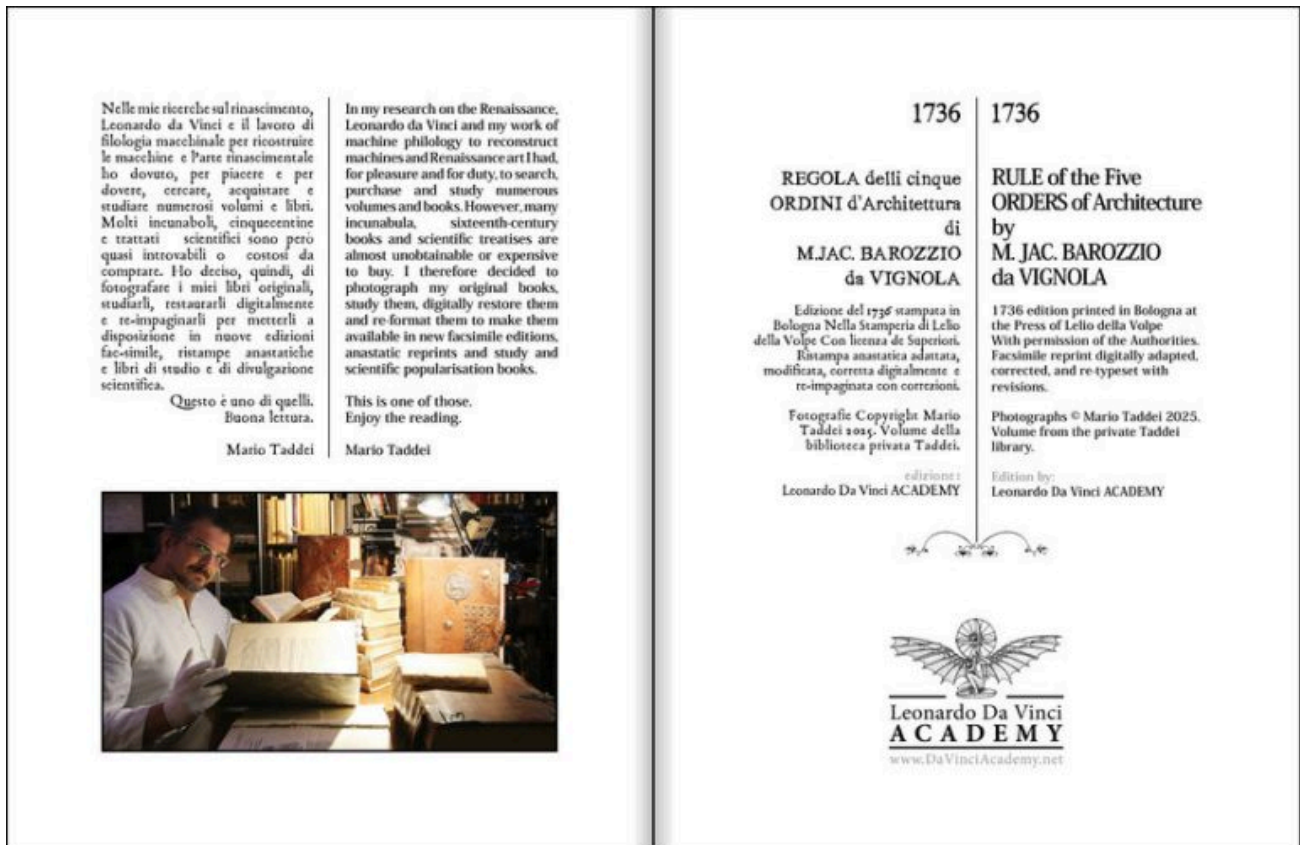 Nelle mie ricerche sul rinascimento,
Leonardo da Vinci e il lavoro di
filologia macchinale per ricostruire
le macchine e l'arte rinascimentale
ho dovuto, per piacere e per
dovere, cercare, acquistare e
studiare numerosi volumi e libri.
Molti incunaboli, cinquecentine
e trattati scientifici sono però
quasi introvabili o costosi da
comprare. Ho deciso, quindi, di
fotografare i miei libri originali,
studiarli, restaurarli digitalmente
e re-impaginarli per metterli a
disposizione in nuove edizioni
fac-simile, ristampe anastatiche
e libri di studio e di divulgazione
scientifica.
Questo è uno di quelli.
Buona lettura.
Mario Taddei
In my research on the Renaissance,
Leonardo da Vinci and my work of
machine philology to reconstruct
machines and Renaissance art I had,
for pleasure and for duty, to search,
purchase and study numerous
volumes and books. However, many
incunabula, sixteenth-century
books and scientific treatises are
almost unobtainable or expensive
to buy. I therefore decided to
photograph my original books,
study them, digitally restore them
and re-format them to make them
available in new facsimile editions,
anastatic reprints and study and
scientific popularisation books.
This is one of those.
Enjoy the reading.
Mario Taddei
1736
REGOLA delli cinque
ORDINI d'Architettura
di
M.JAC. BAROZZIO
da VIGNOLA
Edizione del 1736 stampata in
Bologna Nella Stamperia di Lelio
della Volpe Con licenza de Superiori.
Ristampa anastatica adattata,
modificata, corretta digitalmente e
re-impaginata con correzioni.
Fotografie Copyright Mario
Taddei 2025. Volume della
biblioteca privata Taddei.
edizione:
Leonardo Da Vinci ACADEMY
1736
RULE of the Five
ORDERS of Architecture
by
M. JAC. BAROZZIO
da VIGNOLA
1736 edition printed in Bologna at
the Press of Lelio della Volpe
With permission of the Authorities.
Facsimile reprint digitally adapted,
corrected, and re-typeset with
revisions.
Photographs © Mario Taddei 2025.
Volume from the private Taddei
library.
Edition by:
Leonardo Da Vinci ACADEMY
Leonardo Da Vinci
ACADEMY
www.DaVinciAcademy.net